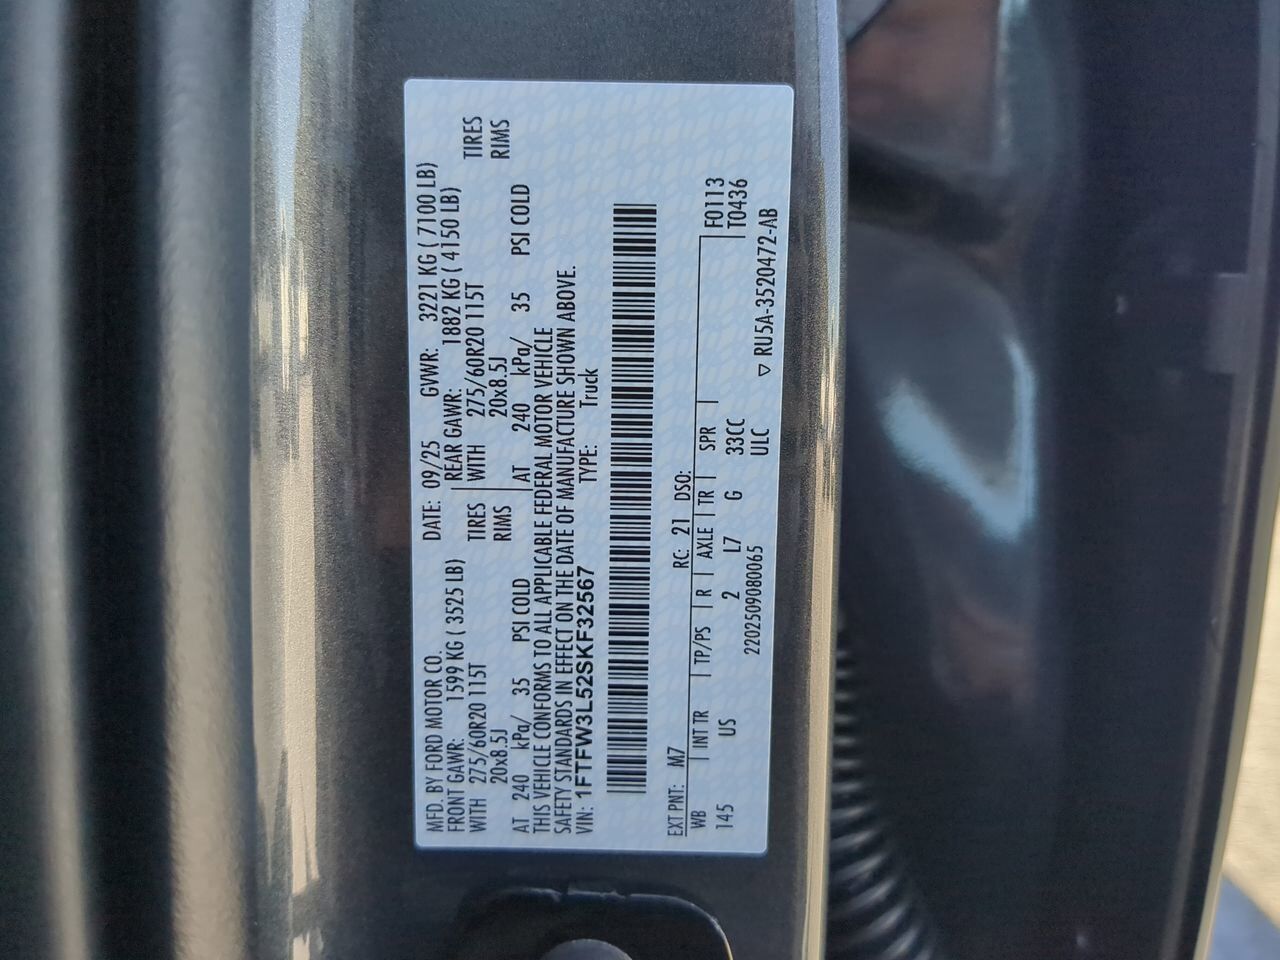 MFD. BY FORD MOTOR CO. DATE: 09/25 GVWR: 3221 KG ( 7100 LB)
FRONT GAWR: 1599 KG ( 3525 LB) REAR GAWR: 1882 KG ( 4150 LB)
WITH 275/60R20 115T TIRES WITH 275/60R20 115T TIRES
20x8.5J RIMS 20x8.5J RIMS
AT 240 kPa/ 35 PSI COLD AT 240 kPa/ 35 PSI COLD
THIS VEHICLE CONFORMS TO ALL APPLICABLE FEDERAL MOTOR VEHICLE
SAFETY STANDARDS IN EFFECT ON THE DATE OF MANUFACTURE SHOWN ABOVE.
VIN: 1FTFW3L52SKF32567 TYPE: Truck
EXT PNT: M7 RC: 21 DSO:
WB INT TR TP/PS R AXLE TR SPR F0113
145 US 2 L7 G 33CC T0436
2202509080065 ULC ▽ RU5A-3520472-AB